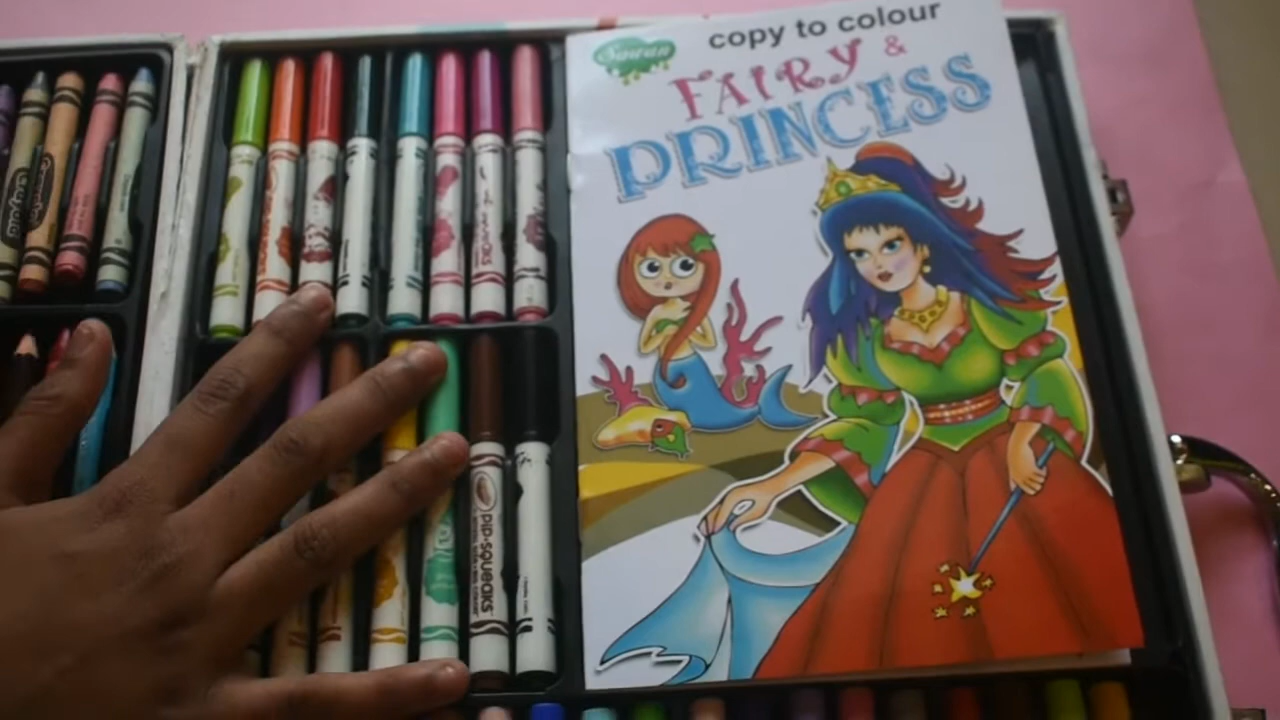 copy to colour
Sawan
FAIRY &
PRINCESS
Crayola
PIP-SQUEAKS